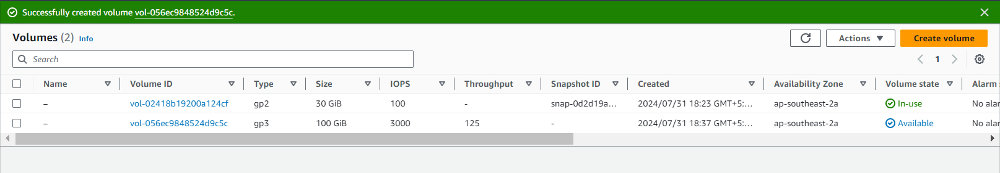 Successfully created volume vol-056ec9848524d9c5c.
Volumes (2) Info Actions Create volume
Search 1
Name Volume ID Type Size IOPS Throughput Snapshot ID Created Availability Zone Volume state Alarm s
– vol-02418b19200a124cf gp2 30 GiB 100 - snap-0d2d19a... 2024/07/31 18:23 GMT+5:... ap-southeast-2a In-use No alar
– vol-056ec9848524d9c5c gp3 100 GiB 3000 125 - 2024/07/31 18:37 GMT+5:... ap-southeast-2a Available No alar